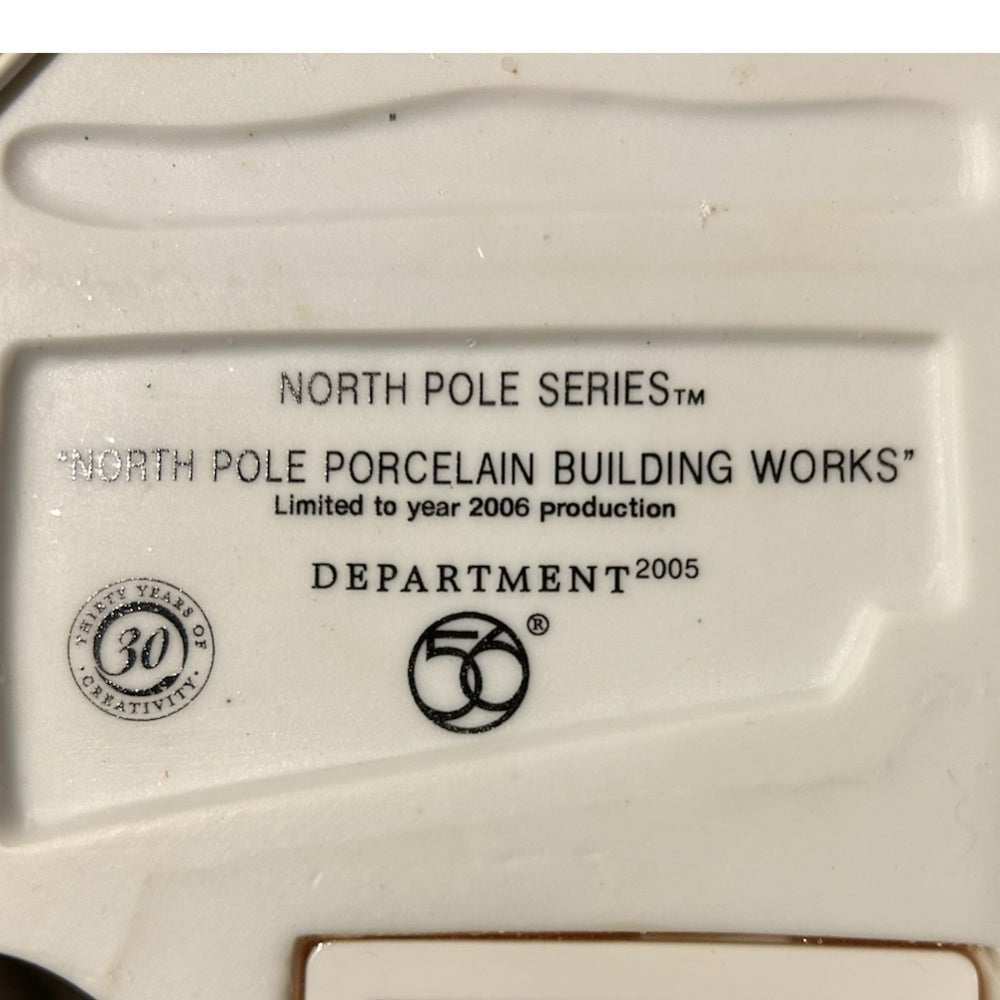 NORTH POLE SERIES™
"NORTH POLE PORCELAIN BUILDING WORKS"
Limited to year 2006 production
DEPARTMENT 2005
56®
THIRTY YEARS OF
30
·CREATIVITY·